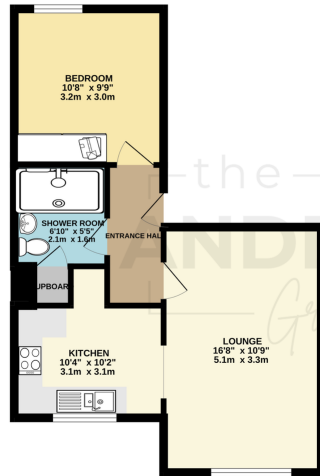 BEDROOM
10'8" x 9'9"
3.2m x 3.0m
the
SHOWER ROOM
6'10" x 5'5"
2.1m x 1.6m
ENTRANCE HALL
UPBOAR
LOUNGE
16'8" x 10'9"
5.1m x 3.3m
KITCHEN
10'4" x 10'2"
3.1m x 3.1m